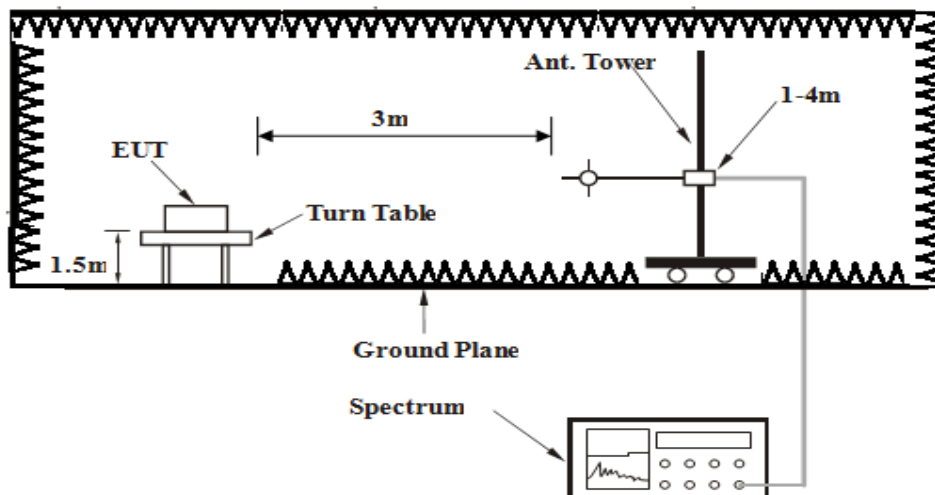 Ant. Tower
1-4m
3m
EUT
Turn Table
1.5m
Ground Plane
Spectrum